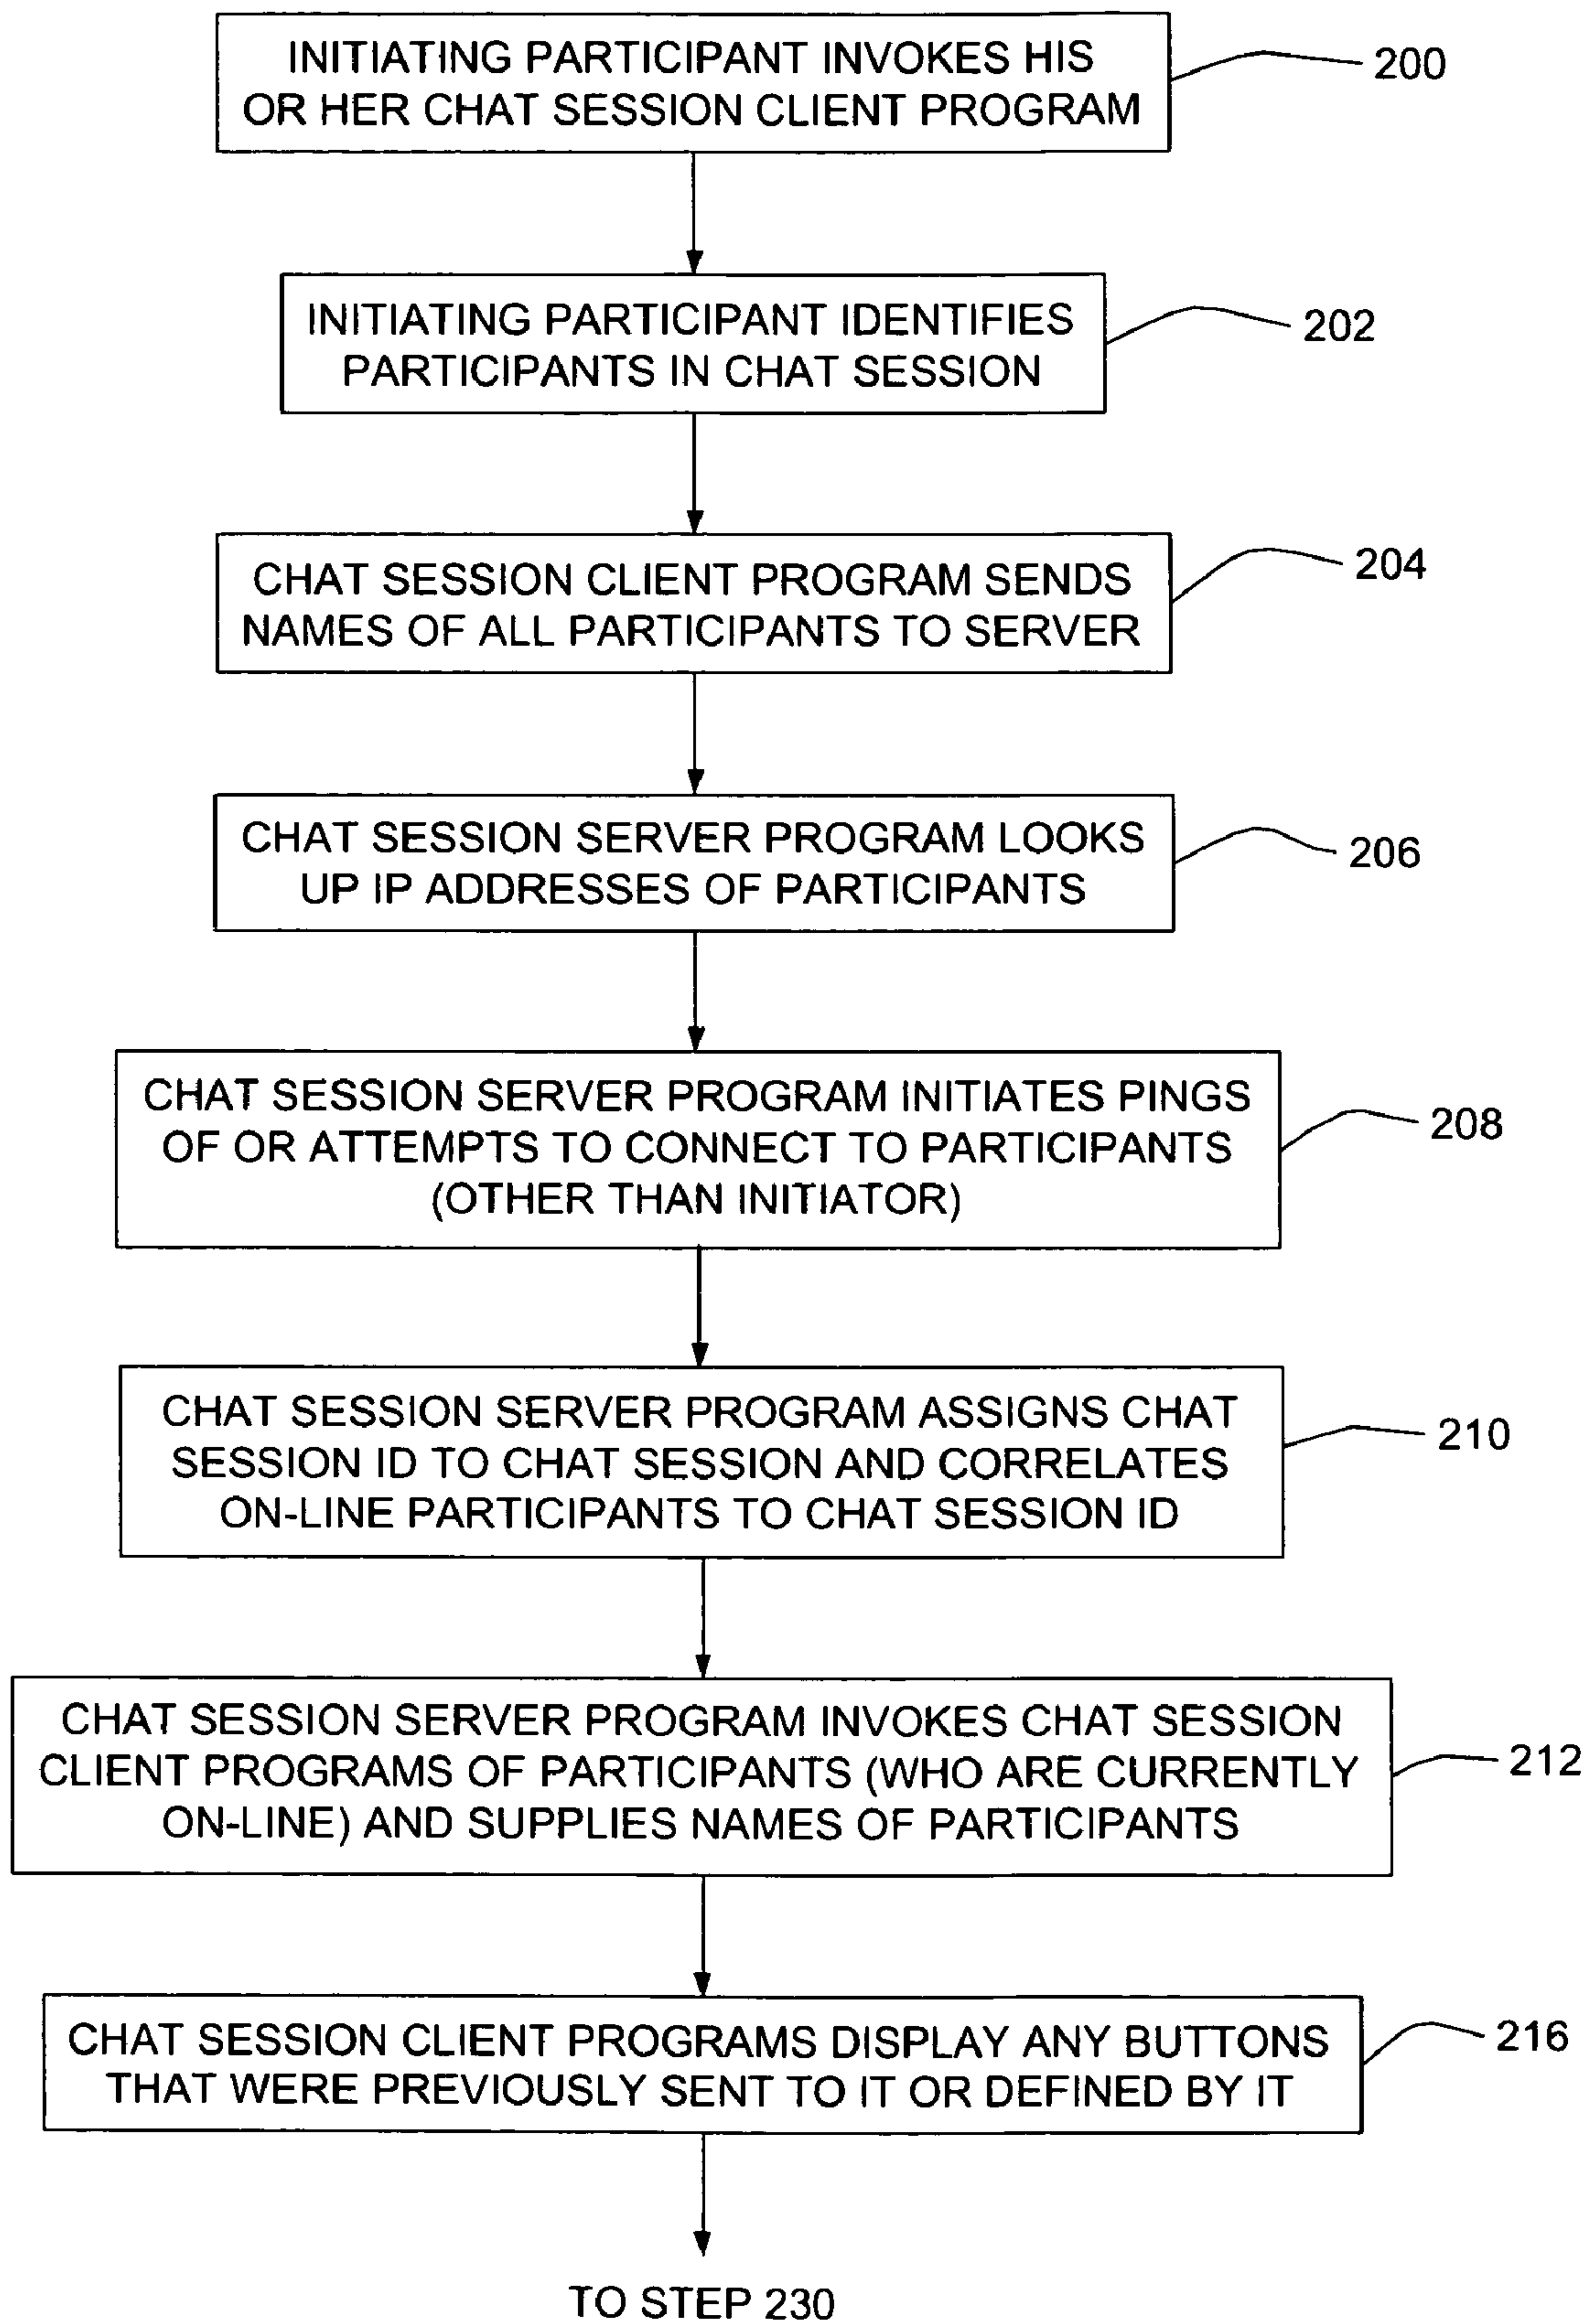 INITIATING PARTICIPANT INVOKES HIS
OR HER CHAT SESSION CLIENT PROGRAM
200
INITIATING PARTICIPANT IDENTIFIES
PARTICIPANTS IN CHAT SESSION
202
CHAT SESSION CLIENT PROGRAM SENDS
NAMES OF ALL PARTICIPANTS TO SERVER
204
CHAT SESSION SERVER PROGRAM LOOKS
UP IP ADDRESSES OF PARTICIPANTS
206
CHAT SESSION SERVER PROGRAM INITIATES PINGS
OF OR ATTEMPTS TO CONNECT TO PARTICIPANTS
(OTHER THAN INITIATOR)
208
CHAT SESSION SERVER PROGRAM ASSIGNS CHAT
SESSION ID TO CHAT SESSION AND CORRELATES
ON-LINE PARTICIPANTS TO CHAT SESSION ID
210
CHAT SESSION SERVER PROGRAM INVOKES CHAT SESSION
CLIENT PROGRAMS OF PARTICIPANTS (WHO ARE CURRENTLY
ON-LINE) AND SUPPLIES NAMES OF PARTICIPANTS
212
CHAT SESSION CLIENT PROGRAMS DISPLAY ANY BUTTONS
THAT WERE PREVIOUSLY SENT TO IT OR DEFINED BY IT
216
TO STEP 230